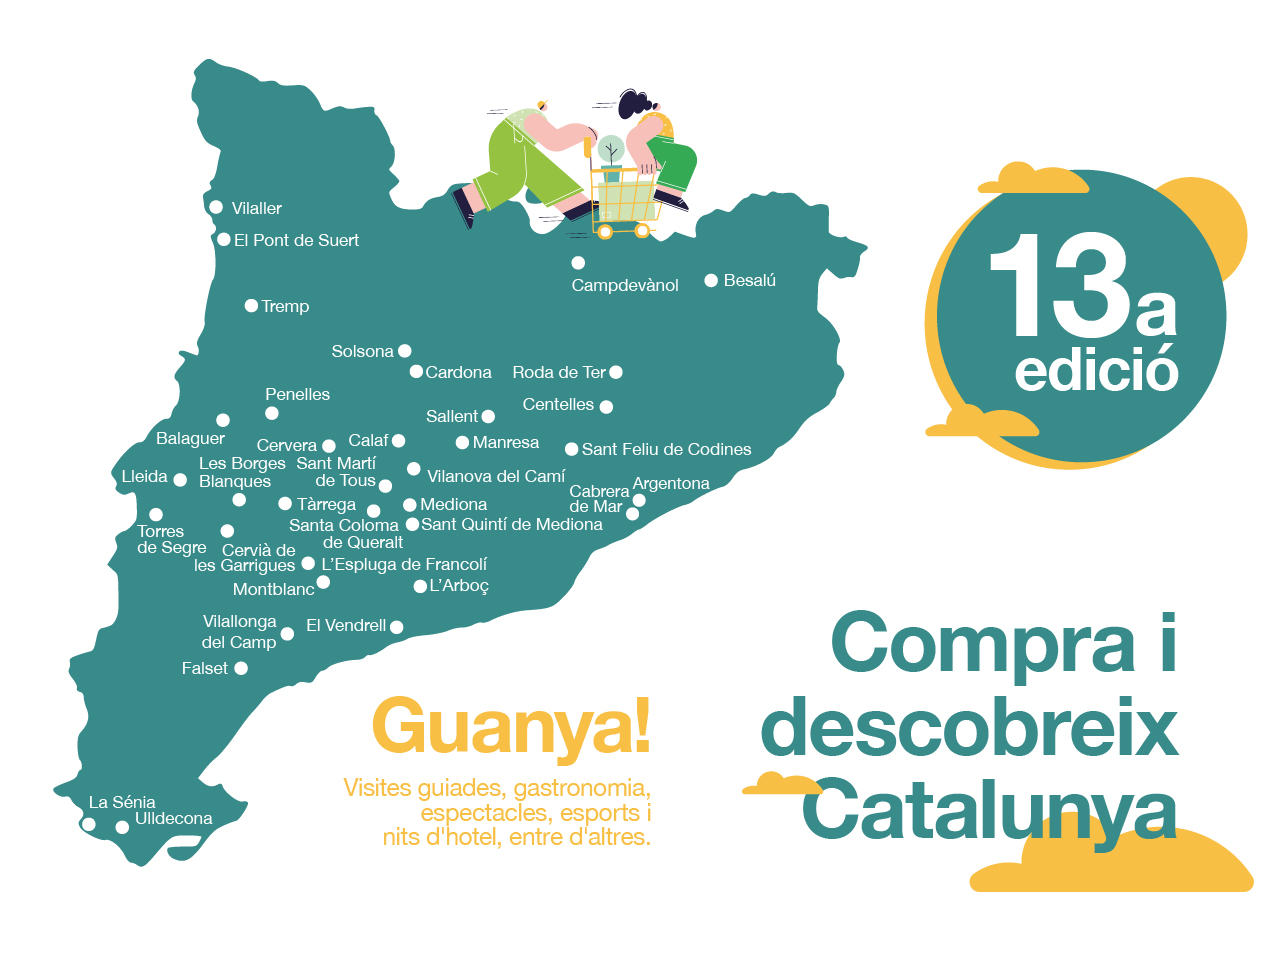 Vilaller
El Pont de Suert
Campdevànol
Besalú
Tremp
Solsona
Cardona
Roda de Ter
Penelles
Sallent
Centelles
Balaguer
Cervera
Calaf
Manresa
Sant Feliu de Codines
Lleida
Les Borges
Blanques
Sant Martí
de Tous
Vilanova del Camí
Cabrera
de Mar
Argentona
Tàrrega
Mediona
Torres
de Segre
Santa Coloma
de Queralt
Sant Quintí de Mediona
Cervià de
les Garrigues
L’Espluga de Francolí
Montblanc
L’Arboç
Vilallonga
del Camp
El Vendrell
Falset
La Sénia
Ulldecona
13a
edició
Guanya!
Visites guiades, gastronomia,
espectacles, esports i
nits d'hotel, entre d'altres.
Compra i
descobreix
Catalunya